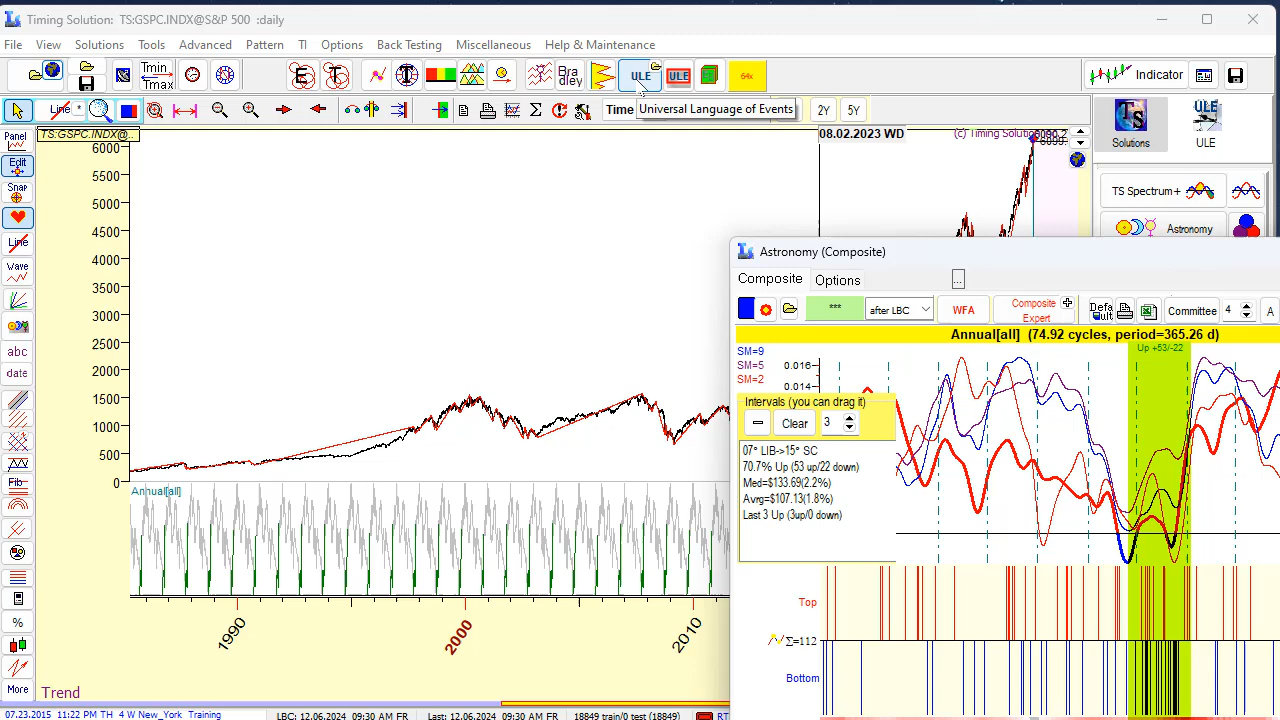 Timing Solution: TS:GSPC.INDX@S&P 500 :daily
File View Solutions Tools Advanced Pattern TI Options Back Testing Miscellaneous Help & Maintenance
Tmin
Tmax
E
T
Bra
dley
ULE
ULE
64x
Indicator
Line
Time
Universal Language of Events
2Y
5Y
Solutions
ULE
TS:GSPC.INDX@..
08.02.2023 WD
(c) Timing Solution
6000
5500
5000
4500
4000
3500
3000
2500
2000
1500
1000
500
0
Panel
Edit
Snap
Line
Wave
abc
date
Fib
%
More
TS Spectrum+
Astronomy
Astronomy (Composite)
Composite Options
...
***
after LBC
WFA
Composite
Expert
Defa
ult
Committee
4
A
Annual[all] (74.92 cycles, period=365.26 d)
Up +53/-22
SM=9
SM=5
SM=2
0.016
0.014
Intervals (you can drag it)
Clear
3
07° LIB->15° SC
70.7% Up (53 up/22 down)
Med=$133.69(2.2%)
Avrg=$107.13(1.8%)
Last 3 Up (3up/0 down)
Top
Σ=112
Bottom
Annual[all]
1990
2000
2010
Trend
07.23.2015 11:22 PM TH 4 W New_York Training
LBC: 12.06.2024 09:30 AM FR
Last: 12.06.2024 09:30 AM FR
18849 train/0 test (18849)
RT